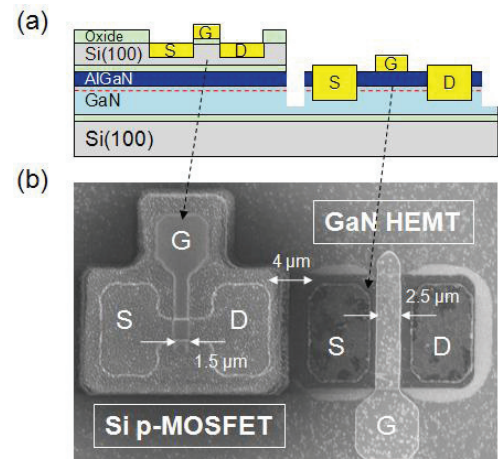 (a)
G
Oxide
S
D
Si(100)
G
AlGaN
S
D
GaN
Si(100)
(b)
GaN HEMT
G
4 µm
2.5 µm
S
D
S
D
1.5 µm
Si p-MOSFET
G